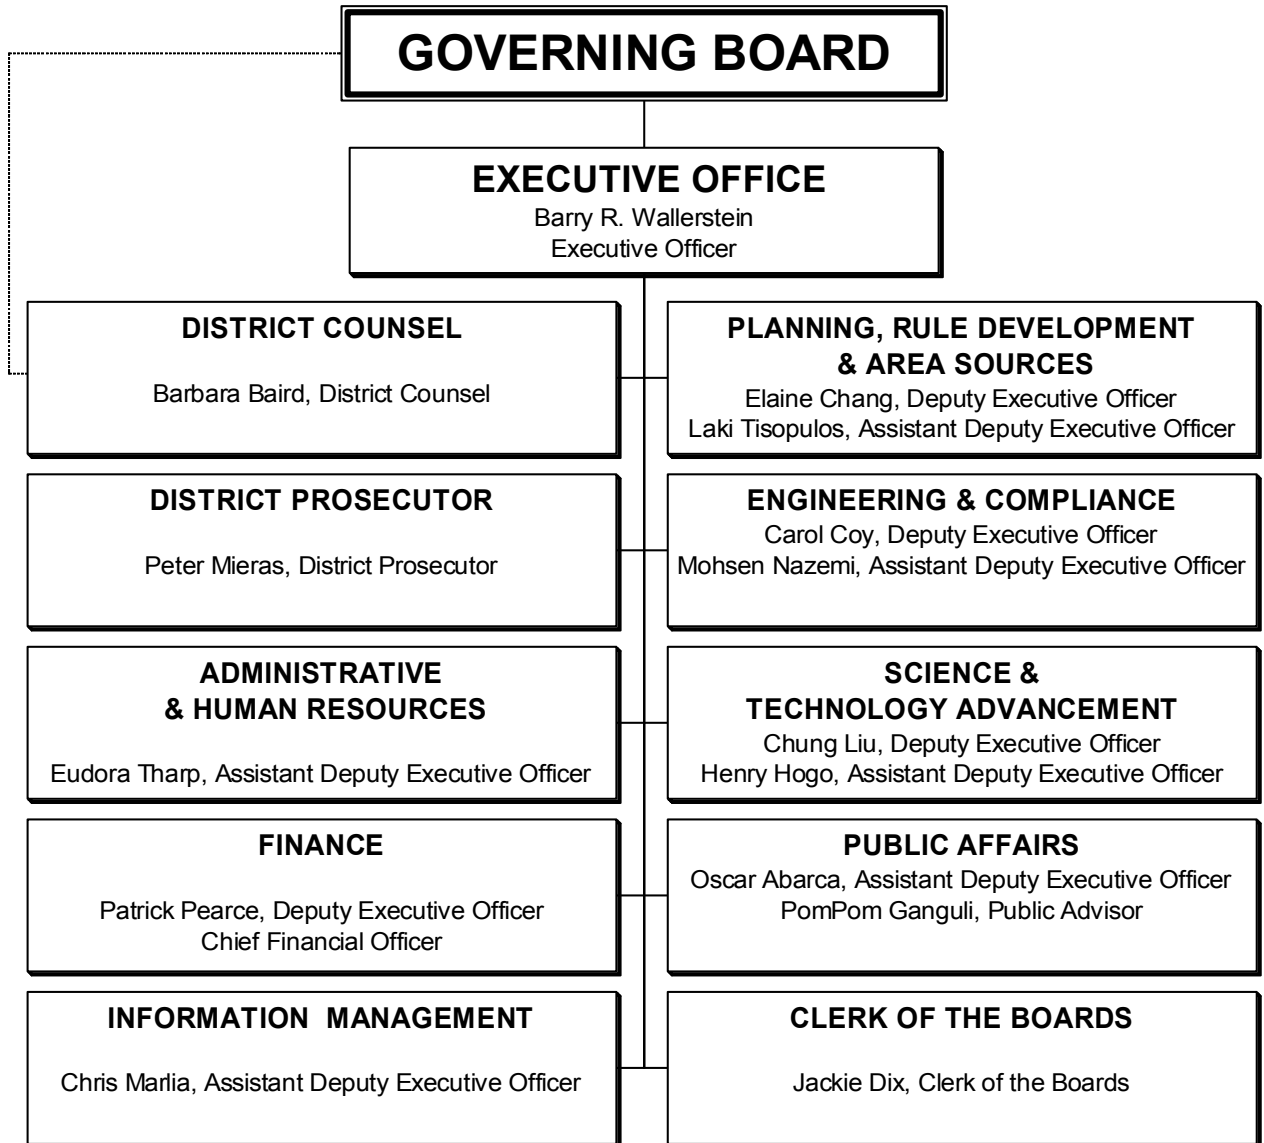 GOVERNING BOARD
EXECUTIVE OFFICE
Barry R. Wallerstein
Executive Officer
DISTRICT COUNSEL
Barbara Baird, District Counsel
PLANNING, RULE DEVELOPMENT
& AREA SOURCES
Elaine Chang, Deputy Executive Officer
Laki Tisopulos, Assistant Deputy Executive Officer
DISTRICT PROSECUTOR
Peter Mieras, District Prosecutor
ENGINEERING & COMPLIANCE
Carol Coy, Deputy Executive Officer
Mohsen Nazemi, Assistant Deputy Executive Officer
ADMINISTRATIVE
& HUMAN RESOURCES
Eudora Tharp, Assistant Deputy Executive Officer
SCIENCE &
TECHNOLOGY ADVANCEMENT
Chung Liu, Deputy Executive Officer
Henry Hogo, Assistant Deputy Executive Officer
FINANCE
Patrick Pearce, Deputy Executive Officer
Chief Financial Officer
PUBLIC AFFAIRS
Oscar Abarca, Assistant Deputy Executive Officer
PomPom Ganguli, Public Advisor
INFORMATION MANAGEMENT
Chris Marlia, Assistant Deputy Executive Officer
CLERK OF THE BOARDS
Jackie Dix, Clerk of the Boards